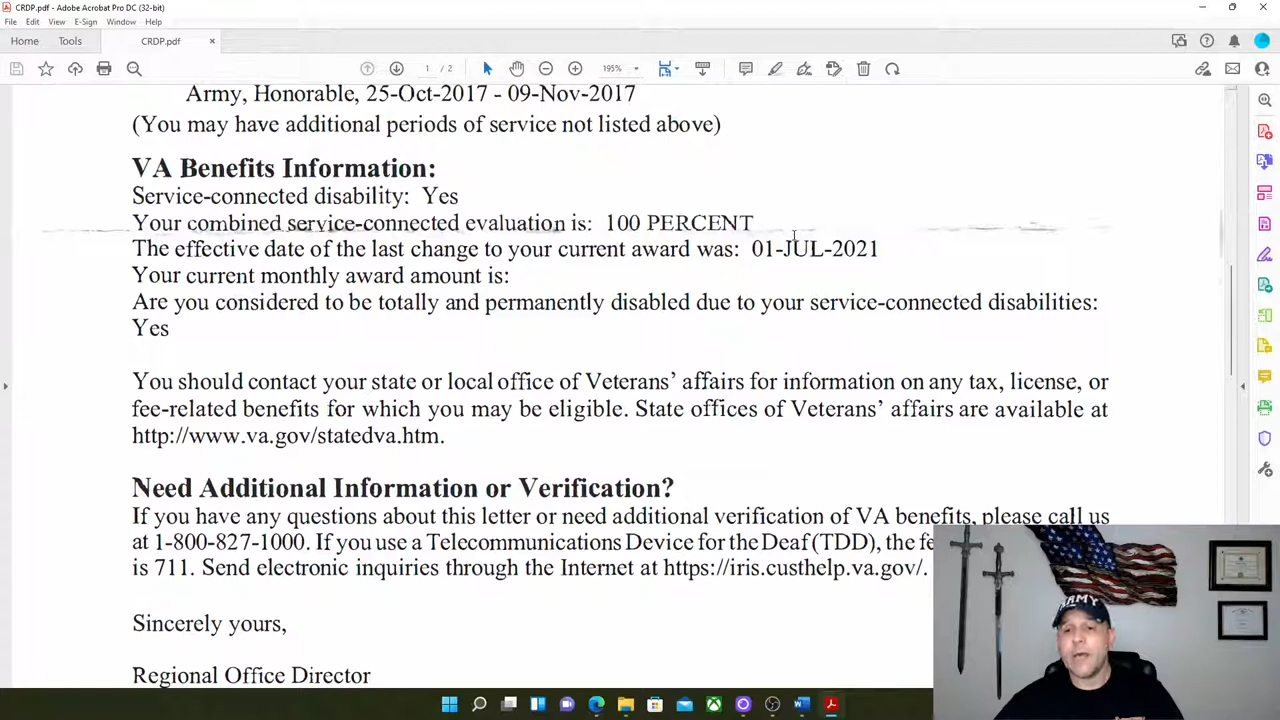 CRDP.pdf - Adobe Acrobat Pro DC (32-bit)
File Edit View E-Sign Window Help
Home Tools CRDP.pdf ×
1 / 2 195%
Army, Honorable, 25-Oct-2017 - 09-Nov-2017
(You may have additional periods of service not listed above)
VA Benefits Information:
Service-connected disability: Yes
Your combined service-connected evaluation is: 100 PERCENT
The effective date of the last change to your current award was: 01-JUL-2021
Your current monthly award amount is:
Are you considered to be totally and permanently disabled due to your service-connected disabilities:
Yes
You should contact your state or local office of Veterans' affairs for information on any tax, license, or
fee-related benefits for which you may be eligible. State offices of Veterans' affairs are available at
http://www.va.gov/statedva.htm.
Need Additional Information or Verification?
If you have any questions about this letter or need additional verification of VA benefits, please call us
at 1-800-827-1000. If you use a Telecommunications Device for the Deaf (TDD), the fe
is 711. Send electronic inquiries through the Internet at https://iris.custhelp.va.gov/.
Sincerely yours,
Regional Office Director
ARMY